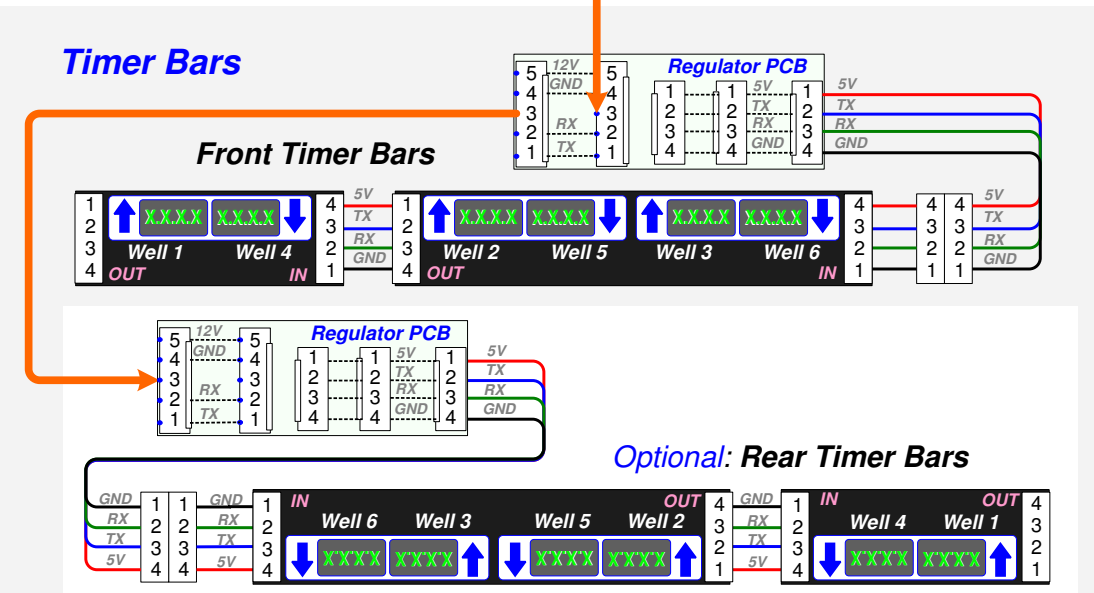 Timer Bars
Regulator PCB
5 12V 5 1 5V 1 5V
4 GND 4 1 TX 2 TX
3 3 2 2 RX 3 RX
2 RX 2 3 3 GND 4 GND
1 TX 1 4 4
Front Timer Bars
1 X.X.X.X X.X.X.X 4 5V 1 X.X.X.X X.X.X.X X.X.X.X X.X.X.X 4 4 4 5V
2 3 TX 2 3 3 3 TX
3 Well 1 Well 4 2 RX 3 Well 2 Well 5 Well 3 Well 6 2 2 2 RX
4 OUT IN 1 GND 4 OUT IN 1 1 1 GND
Regulator PCB
5 12V 5 1 1 5V 1 5V
4 GND 4 2 2 TX 2 TX
3 3 3 3 RX 3 RX
2 RX 2 4 4 GND 4 GND
1 TX 1
Optional: Rear Timer Bars
GND 1 1 GND 1 IN OUT 4 GND 1 IN OUT 4
RX 2 2 RX 2 Well 6 Well 3 Well 5 Well 2 3 RX 2 Well 4 Well 1 3
TX 3 3 TX 3 2 TX 3 2
5V 4 4 5V 4 X.X.X.X X.X.X.X X.X.X.X X.X.X.X 1 5V 4 X.X.X.X X.X.X.X 1